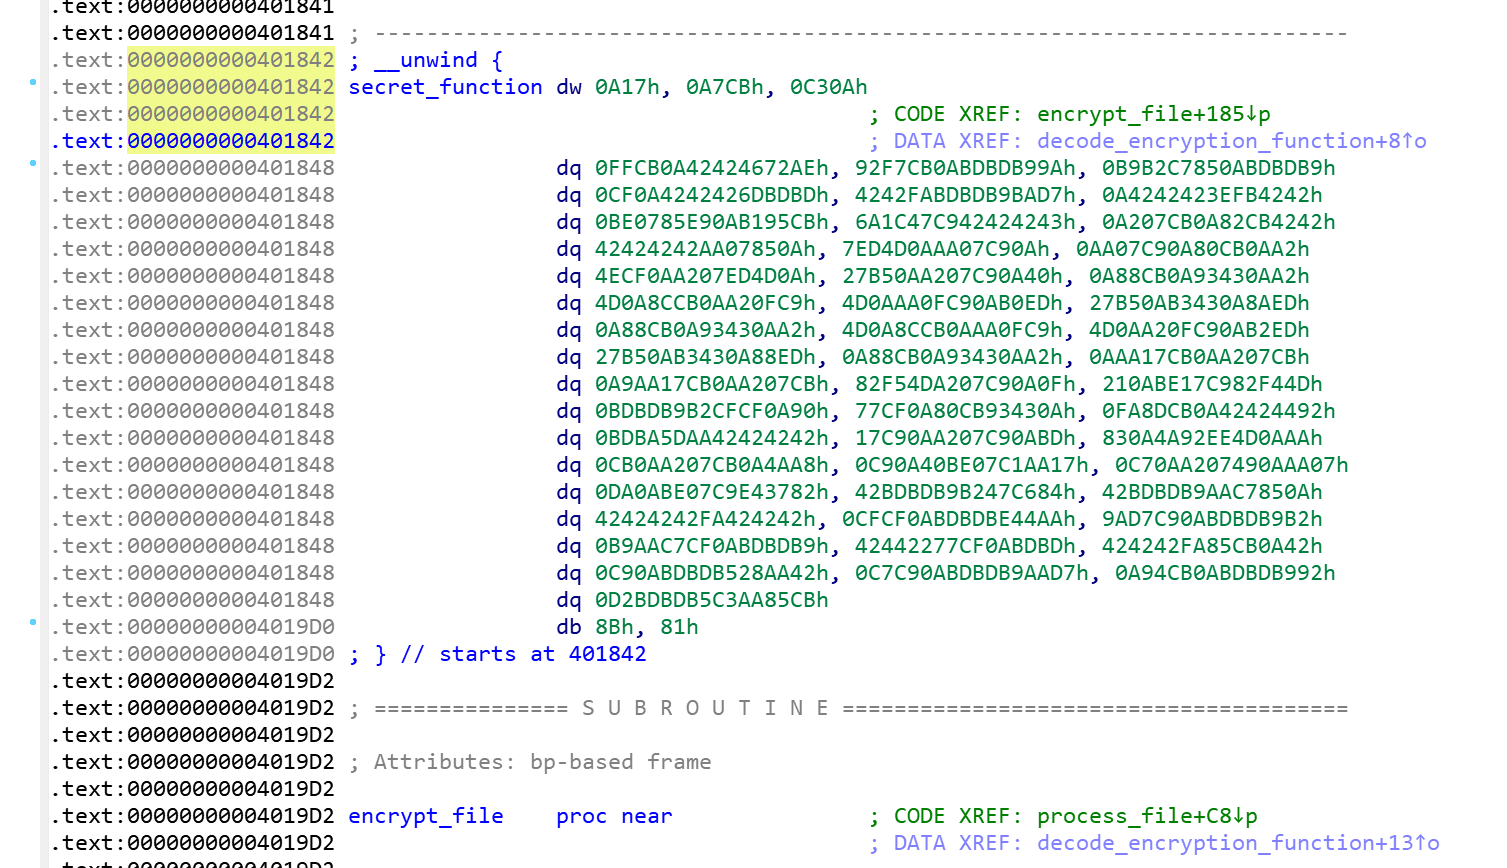 .text:0000000000401841
.text:0000000000401841 ; ---------------------------------------------------------------------------
.text:0000000000401842 ; __unwind {
.text:0000000000401842 secret_function dw 0A17h, 0A7CBh, 0C30Ah
.text:0000000000401842 ; CODE XREF: encrypt_file+185↓p
.text:0000000000401842 ; DATA XREF: decode_encryption_function+8↑o
.text:0000000000401848 dq 0FFCB0A42424672AEh, 92F7CB0ABDBDB99Ah, 0B9B2C7850ABDBDB9h
.text:0000000000401848 dq 0CF0A4242426DBDBDh, 4242FABDBDB9BAD7h, 0A4242423EFB4242h
.text:0000000000401848 dq 0BE0785E90AB195CBh, 6A1C47C942424243h, 0A207CB0A82CB4242h
.text:0000000000401848 dq 42424242AA07850Ah, 7ED4D0AAA07C90Ah, 0AA07C90A80CB0AA2h
.text:0000000000401848 dq 4ECF0AA207ED4D0Ah, 27B50AA207C90A40h, 0A88CB0A93430AA2h
.text:0000000000401848 dq 4D0A8CCB0AA20FC9h, 4D0AAA0FC90AB0EDh, 27B50AB3430A8AEDh
.text:0000000000401848 dq 0A88CB0A93430AA2h, 4D0A8CCB0AAA0FC9h, 4D0AA20FC90AB2EDh
.text:0000000000401848 dq 27B50AB3430A88EDh, 0A88CB0A93430AA2h, 0AAA17CB0AA207CBh
.text:0000000000401848 dq 0A9AA17CB0AA207CBh, 82F54DA207C90A0Fh, 210ABE17C982F44Dh
.text:0000000000401848 dq 0BDBDB9B2CFCF0A90h, 77CF0A80CB93430Ah, 0FA8DCB0A42424492h
.text:0000000000401848 dq 0BDBA5DAA42424242h, 17C90AA207C90ABDh, 830A4A92EE4D0AAAh
.text:0000000000401848 dq 0CB0AA207CB0A4AA8h, 0C90A40BE07C1AA17h, 0C70AA207490AAA07h
.text:0000000000401848 dq 0DA0ABE07C9E43782h, 42BDBDB9B247C684h, 42BDBDB9AAC7850Ah
.text:0000000000401848 dq 42424242FA424242h, 0CFCF0ABDBDBE44AAh, 9AD7C90ABDBDB9B2h
.text:0000000000401848 dq 0B9AAC7CF0ABDBDB9h, 42442277CF0ABDBDh, 424242FA85CB0A42h
.text:0000000000401848 dq 0C90ABDBDB528AA42h, 0C7C90ABDBDB9AAD7h, 0A94CB0ABDBDB992h
.text:0000000000401848 dq 0D2BDBDB5C3AA85CBh
.text:00000000004019D0 db 8Bh, 81h
.text:00000000004019D0 ; } // starts at 401842
.text:00000000004019D2
.text:00000000004019D2 ; =============== S U B R O U T I N E =======================================
.text:00000000004019D2
.text:00000000004019D2 ; Attributes: bp-based frame
.text:00000000004019D2
.text:00000000004019D2 encrypt_file proc near ; CODE XREF: process_file+C8↓p
.text:00000000004019D2 ; DATA XREF: decode_encryption_function+13↑o
.text:00000000004019D2